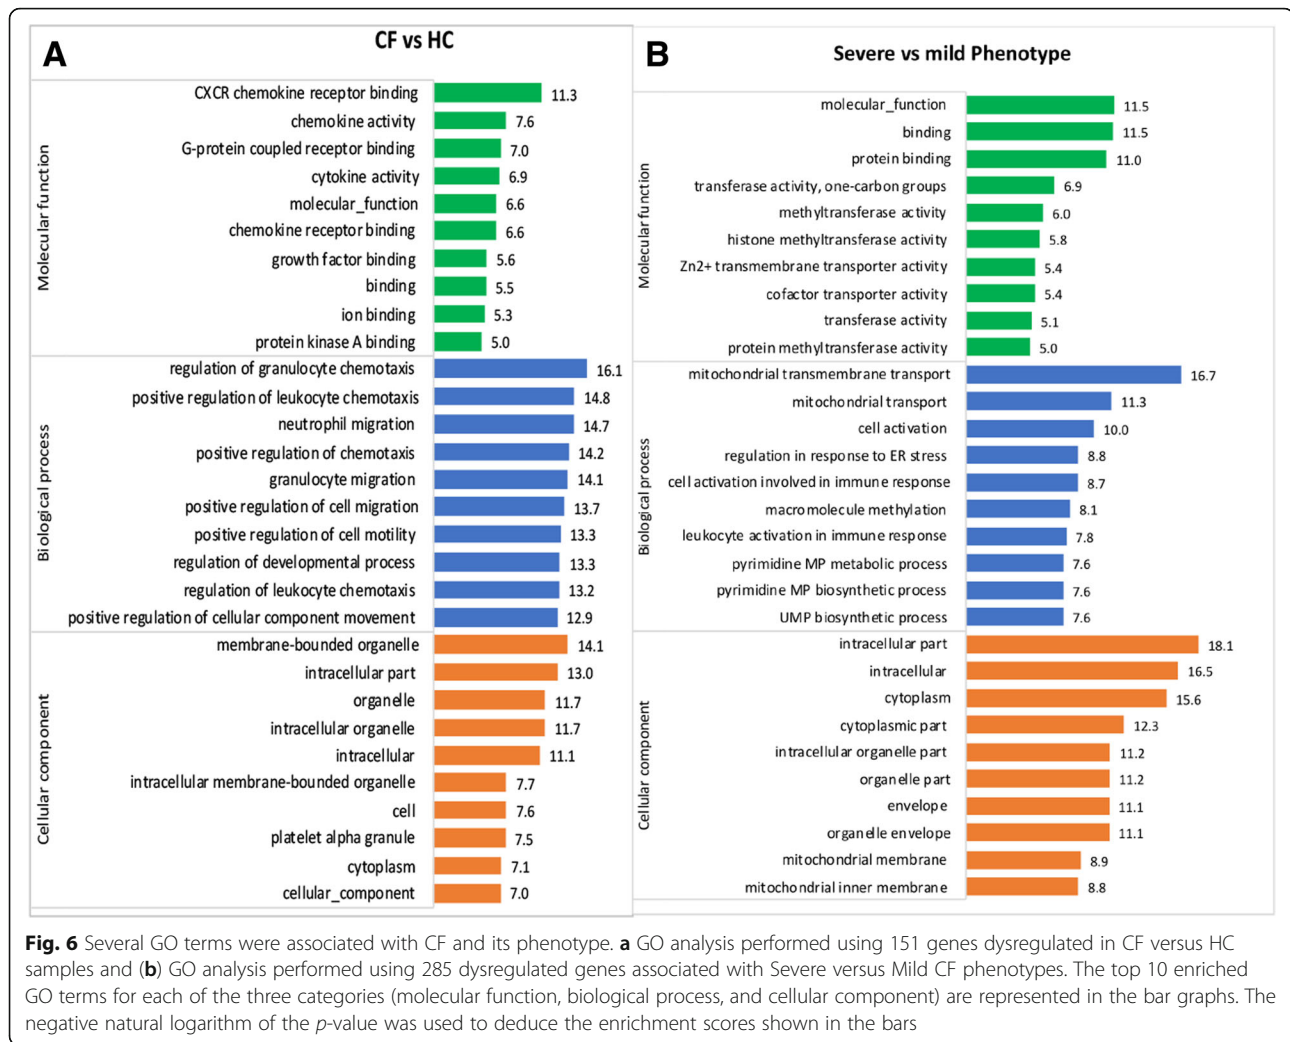 A
CF vs HC
Molecular function
CXCR chemokine receptor binding 11.3
chemokine activity 7.6
G-protein coupled receptor binding 7.0
cytokine activity 6.9
molecular_function 6.6
chemokine receptor binding 6.6
growth factor binding 5.6
binding 5.5
ion binding 5.3
protein kinase A binding 5.0
Biological process
regulation of granulocyte chemotaxis 16.1
positive regulation of leukocyte chemotaxis 14.8
neutrophil migration 14.7
positive regulation of chemotaxis 14.2
granulocyte migration 14.1
positive regulation of cell migration 13.7
positive regulation of cell motility 13.3
regulation of developmental process 13.3
regulation of leukocyte chemotaxis 13.2
positive regulation of cellular component movement 12.9
Cellular component
membrane-bounded organelle 14.1
intracellular part 13.0
organelle 11.7
intracellular organelle 11.7
intracellular 11.1
intracellular membrane-bounded organelle 7.7
cell 7.6
platelet alpha granule 7.5
cytoplasm 7.1
cellular_component 7.0
B
Severe vs mild Phenotype
Molecular function
molecular_function 11.5
binding 11.5
protein binding 11.0
transferase activity, one-carbon groups 6.9
methyltransferase activity 6.0
histone methyltransferase activity 5.8
Zn2+ transmembrane transporter activity 5.4
cofactor transporter activity 5.4
transferase activity 5.1
protein methyltransferase activity 5.0
Biological process
mitochondrial transmembrane transport 16.7
mitochondrial transport 11.3
cell activation 10.0
regulation in response to ER stress 8.8
cell activation involved in immune response 8.7
macromolecule methylation 8.1
leukocyte activation in immune response 7.8
pyrimidine MP metabolic process 7.6
pyrimidine MP biosynthetic process 7.6
UMP biosynthetic process 7.6
Cellular component
intracellular part 18.1
intracellular 16.5
cytoplasm 15.6
cytoplasmic part 12.3
intracellular organelle part 11.2
organelle part 11.2
envelope 11.1
organelle envelope 11.1
mitochondrial membrane 8.9
mitochondrial inner membrane 8.8
Fig. 6 Several GO terms were associated with CF and its phenotype. a GO analysis performed using 151 genes dysregulated in CF versus HC
samples and (b) GO analysis performed using 285 dysregulated genes associated with Severe versus Mild CF phenotypes. The top 10 enriched
GO terms for each of the three categories (molecular function, biological process, and cellular component) are represented in the bar graphs. The
negative natural logarithm of the p-value was used to deduce the enrichment scores shown in the bars